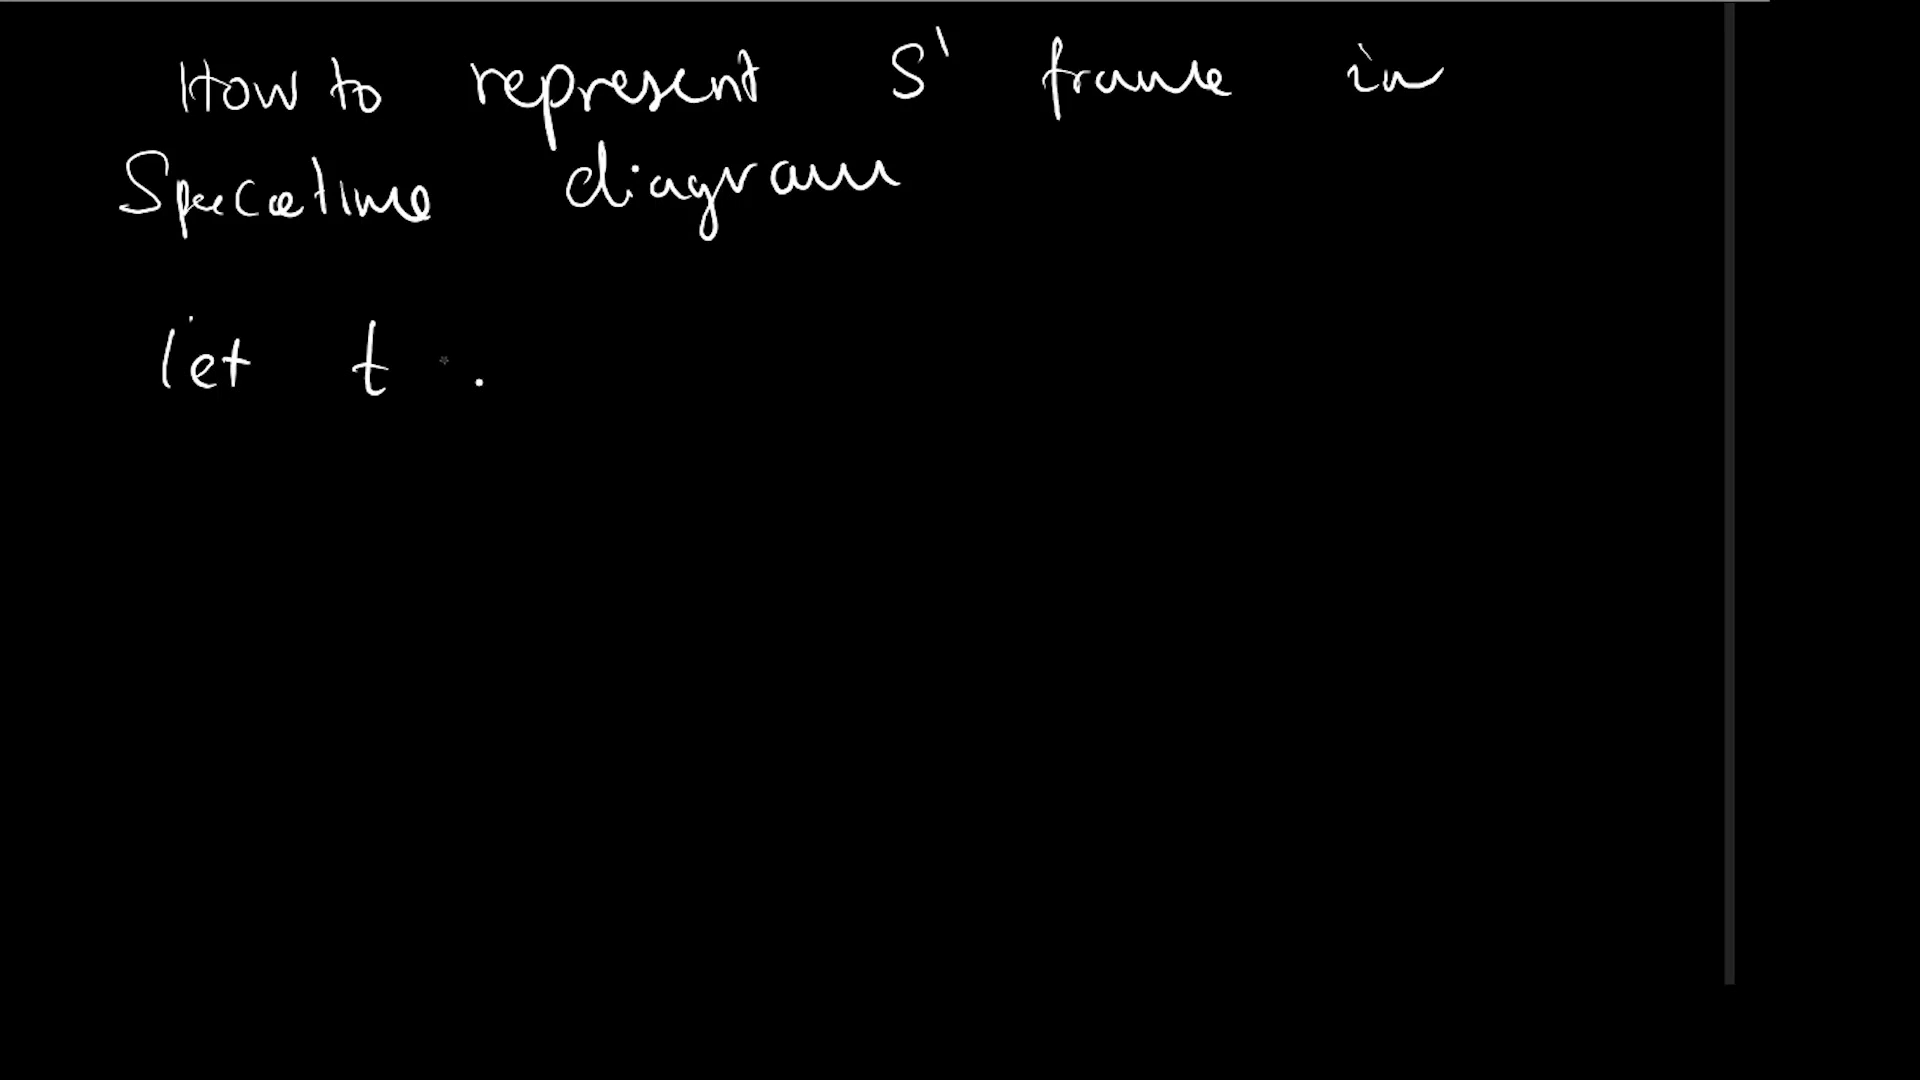 How to represent S' frame in
Spacetime diagram
let t .